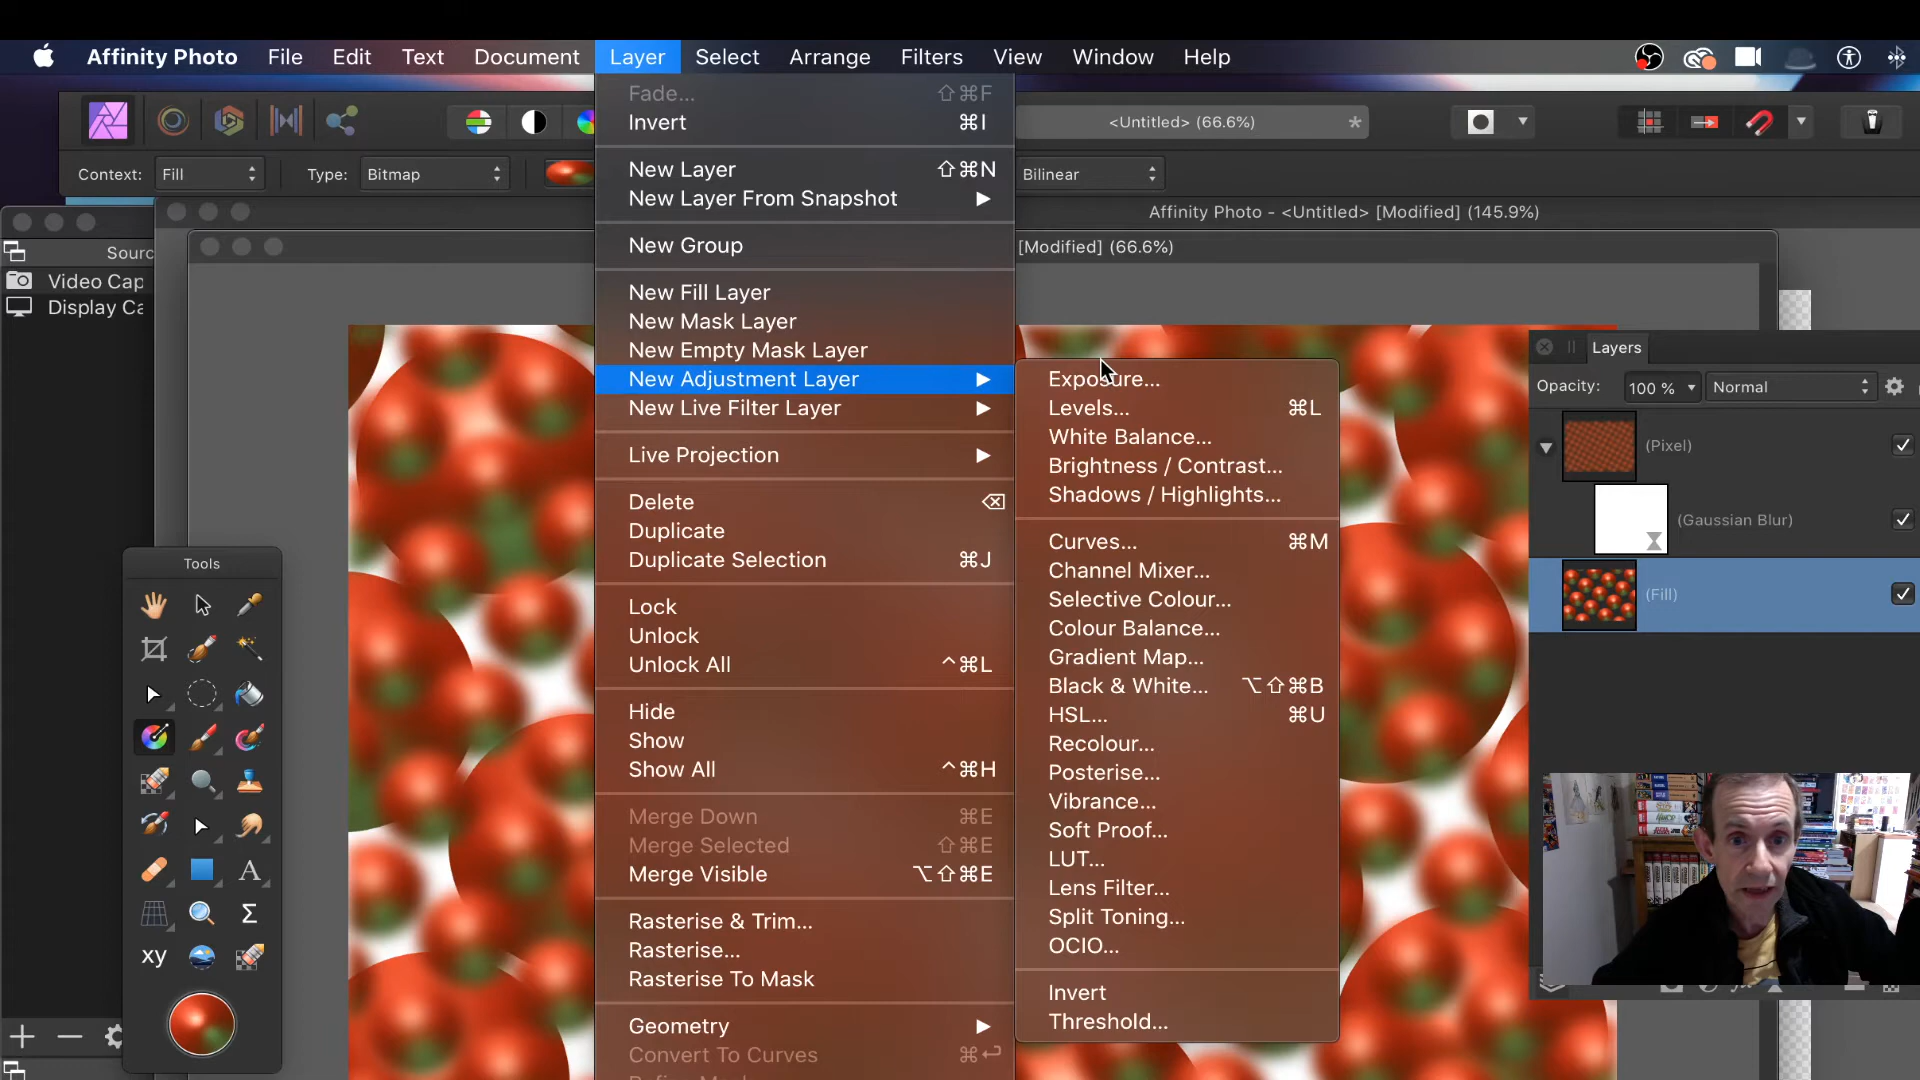 Affinity Photo File Edit Text Document Layer Select Arrange Filters View Window Help
Fade... ⇧⌘F
Invert ⌘I
<Untitled> (66.6%) *
New Layer ⇧⌘N
New Layer From Snapshot
Context: Fill Type: Bitmap Bilinear
Affinity Photo - <Untitled> [Modified] (145.9%)
[Modified] (66.6%)
New Group
New Fill Layer
New Mask Layer
New Empty Mask Layer
New Adjustment Layer
New Live Filter Layer
Live Projection
Delete ⌫
Duplicate
Duplicate Selection ⌘J
Lock
Unlock
Unlock All ^⌘L
Hide
Show
Show All ^⌘H
Merge Down ⌘E
Merge Selected ⇧⌘E
Merge Visible ⌥⇧⌘E
Rasterise & Trim...
Rasterise...
Rasterise To Mask
Geometry
Convert To Curves ⌘↩
Exposure...
Levels... ⌘L
White Balance...
Brightness / Contrast...
Shadows / Highlights...
Curves... ⌘M
Channel Mixer...
Selective Colour...
Colour Balance...
Gradient Map...
Black & White... ⌥⇧⌘B
HSL... ⌘U
Recolour...
Posterise...
Vibrance...
Soft Proof...
LUT...
Lens Filter...
Split Toning...
OCIO...
Invert
Threshold...
Sourc
Video Cap
Display Ca
Tools
A
Σ
xy
Layers
Opacity: 100 % Normal
(Pixel)
(Gaussian Blur)
(Fill)